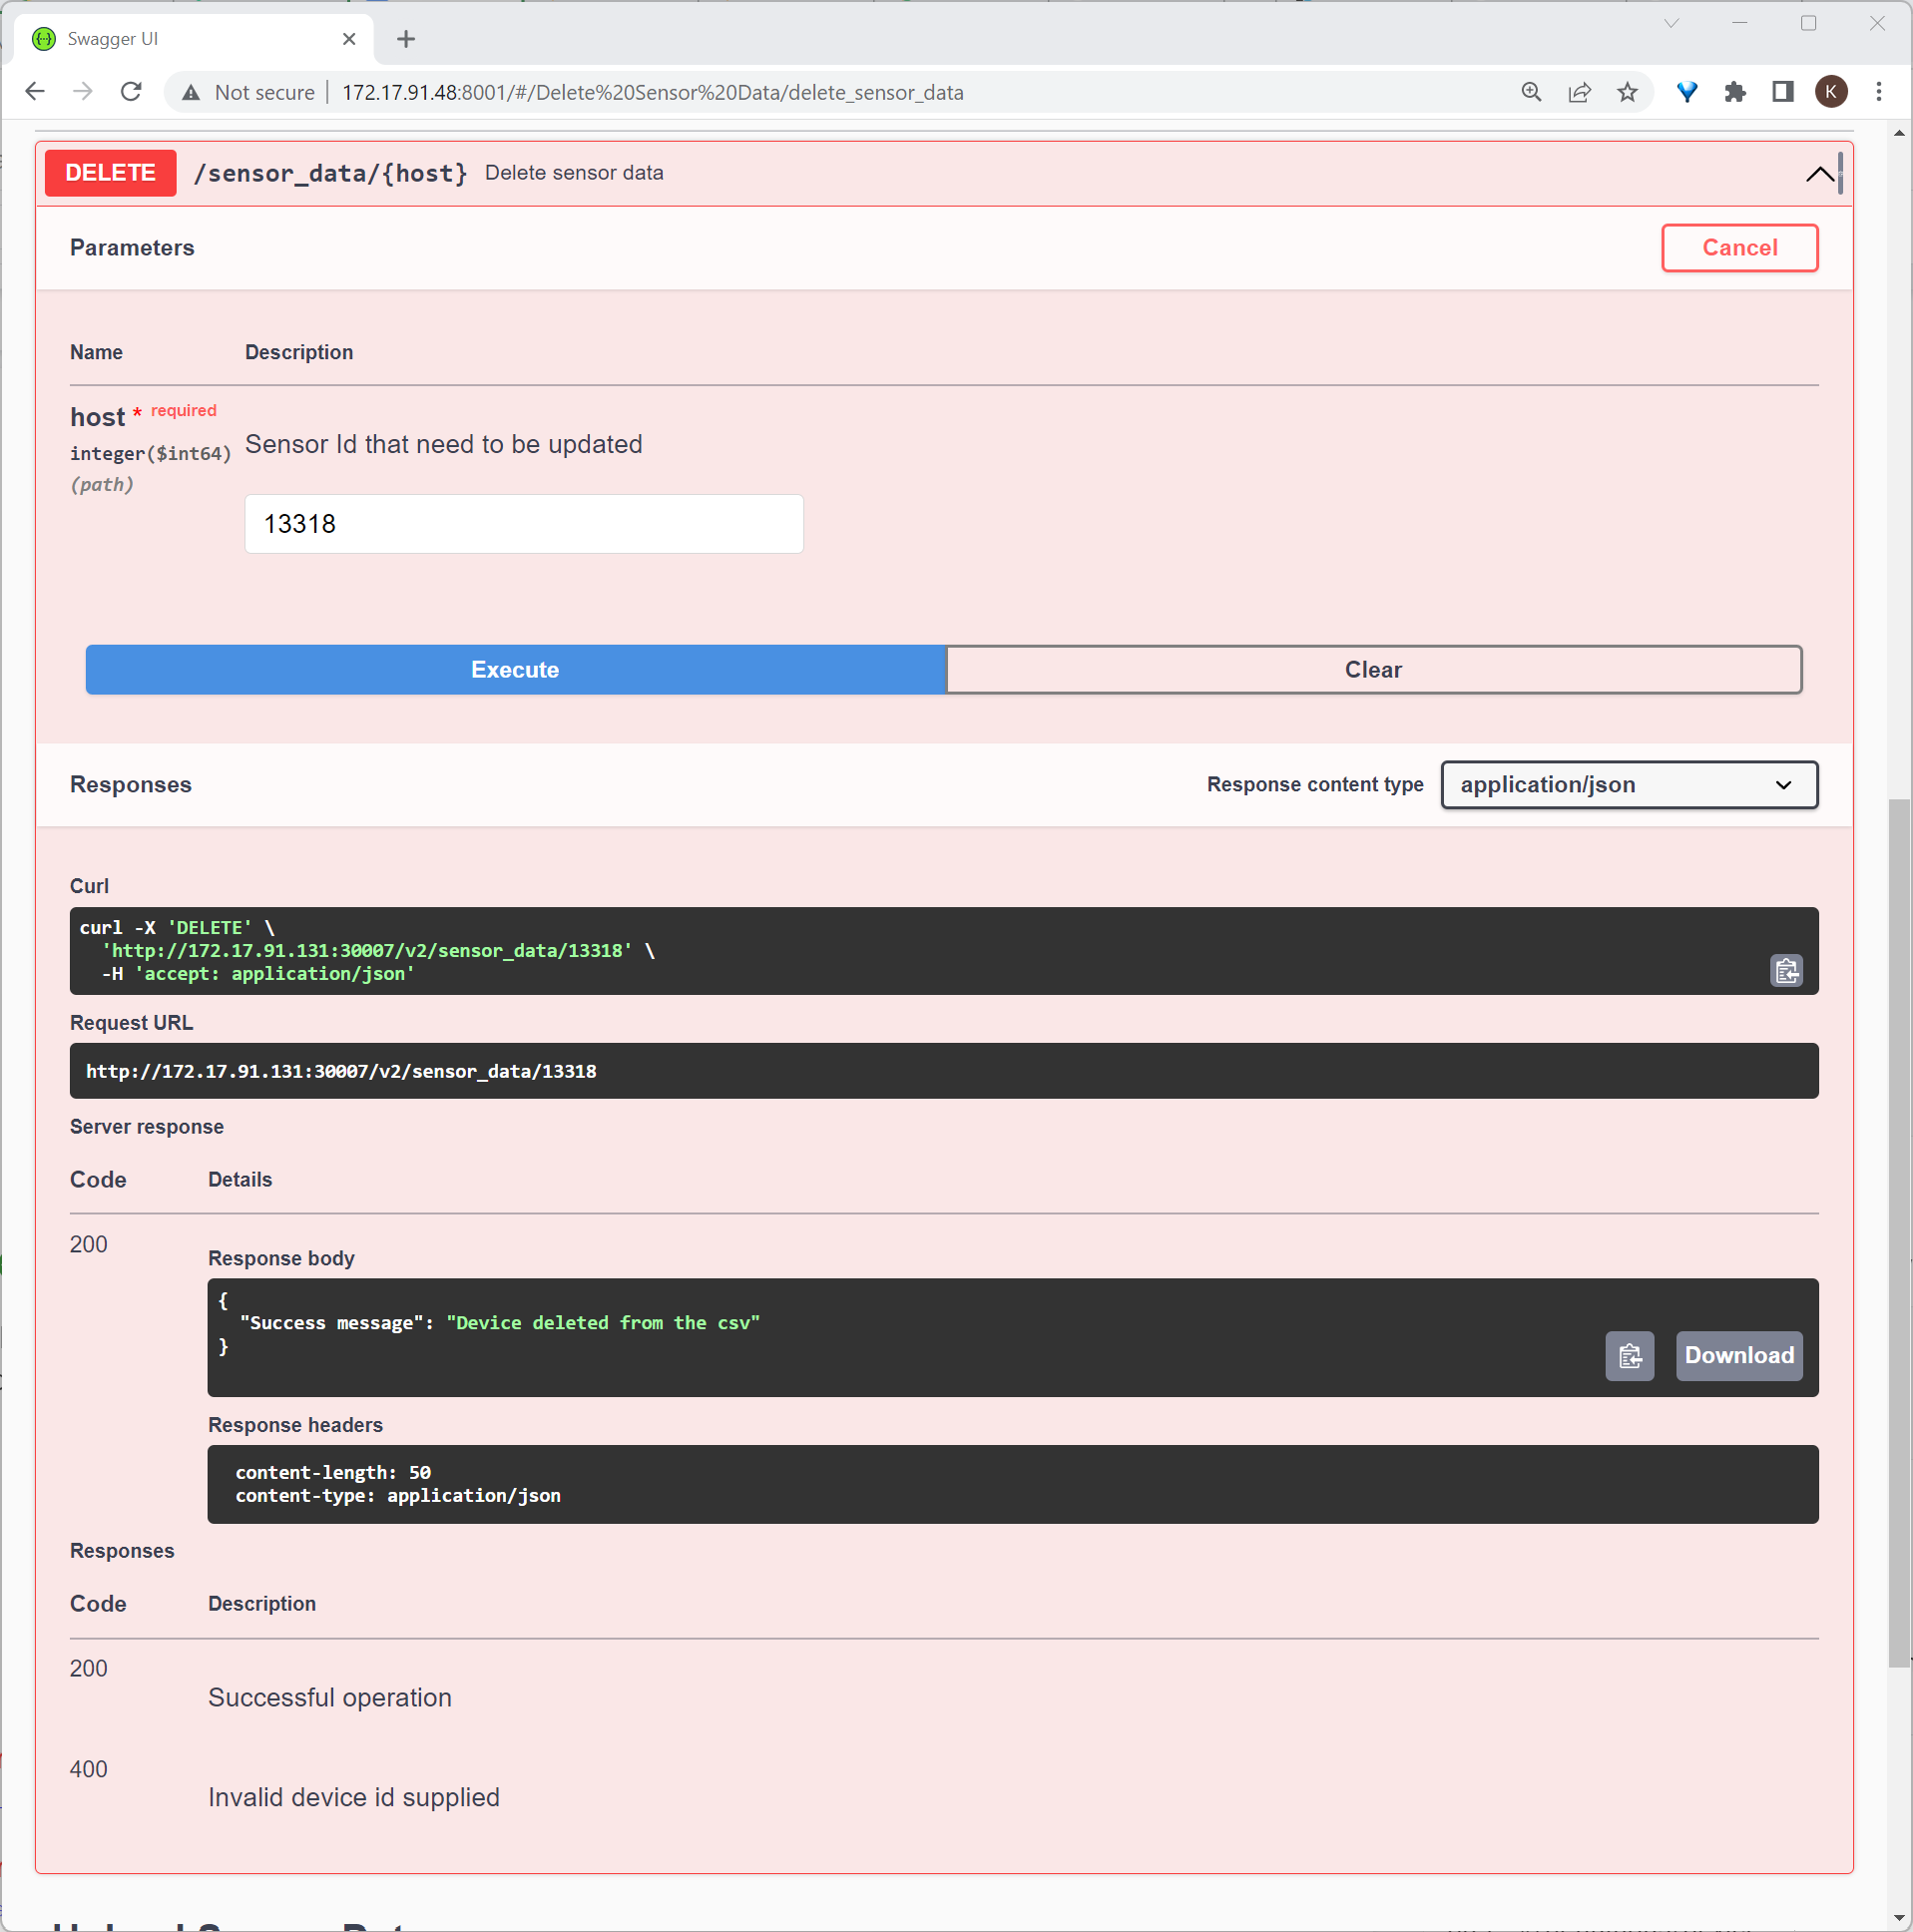 Swagger UI
Not secure
172.17.91.48:8001/#/Delete%20Sensor%20Data/delete_sensor_data
K
DELETE /sensor_data/{host} Delete sensor data
Parameters
Cancel
Name Description
host * required
integer($int64)
(path)
Sensor Id that need to be updated
13318
Execute
Clear
Responses
Response content type
application/json
Curl
curl -X 'DELETE' \
'http://172.17.91.131:30007/v2/sensor_data/13318' \
-H 'accept: application/json'
Request URL
http://172.17.91.131:30007/v2/sensor_data/13318
Server response
Code Details
200
Response body
{
"Success message": "Device deleted from the csv"
}
Download
Response headers
content-length: 50
content-type: application/json
Responses
Code Description
200
Successful operation
400
Invalid device id supplied